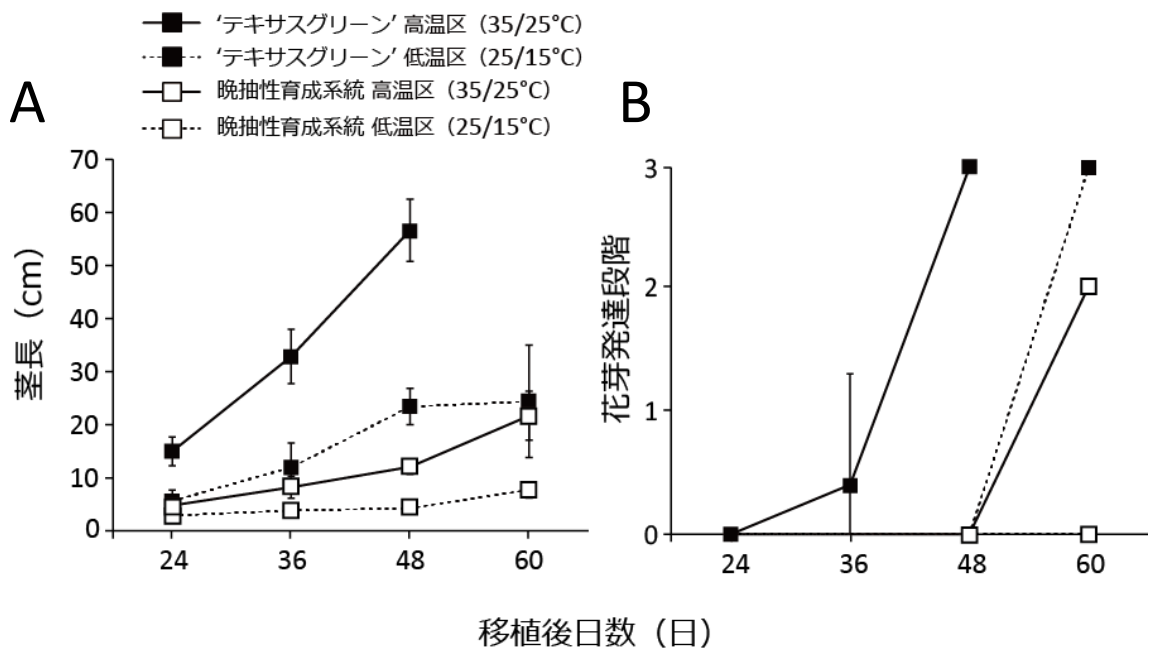 ‘テキサスグリーン’ 高温区（35/25°C）
‘テキサスグリーン’ 低温区（25/15°C）
晩抽性育成系統 高温区（35/25°C）
晩抽性育成系統 低温区（25/15°C）
A
茎長（cm）
70
60
50
40
30
20
10
0
24 36 48 60
B
花芽発達段階
3
2
1
0
24 36 48 60
移植後日数（日）